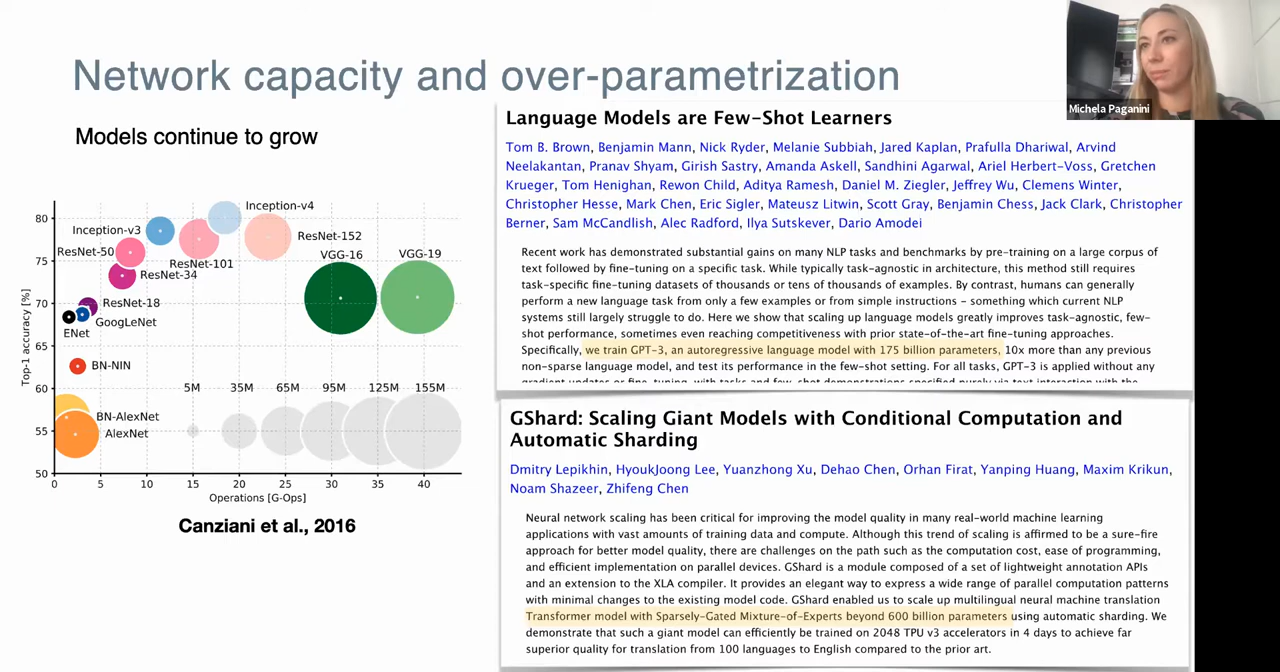 Network capacity and over-parametrization
Michela Paganini
Models continue to grow
Top-1 accuracy [%]
80
75
70
65
60
55
50
Inception-v4
Inception-v3
ResNet-152
ResNet-50
VGG-16
VGG-19
ResNet-101
ResNet-34
ResNet-18
GoogLeNet
ENet
BN-NIN
5M 35M 65M 95M 125M 155M
BN-AlexNet
AlexNet
0 5 10 15 20 25 30 35 40
Operations [G-Ops]
Canziani et al., 2016
Language Models are Few-Shot Learners
Tom B. Brown, Benjamin Mann, Nick Ryder, Melanie Subbiah, Jared Kaplan, Prafulla Dhariwal, Arvind
Neelakantan, Pranav Shyam, Girish Sastry, Amanda Askell, Sandhini Agarwal, Ariel Herbert-Voss, Gretchen
Krueger, Tom Henighan, Rewon Child, Aditya Ramesh, Daniel M. Ziegler, Jeffrey Wu, Clemens Winter,
Christopher Hesse, Mark Chen, Eric Sigler, Mateusz Litwin, Scott Gray, Benjamin Chess, Jack Clark, Christopher
Berner, Sam McCandlish, Alec Radford, Ilya Sutskever, Dario Amodei
Recent work has demonstrated substantial gains on many NLP tasks and benchmarks by pre-training on a large corpus of
text followed by fine-tuning on a specific task. While typically task-agnostic in architecture, this method still requires
task-specific fine-tuning datasets of thousands or tens of thousands of examples. By contrast, humans can generally
perform a new language task from only a few examples or from simple instructions – something which current NLP
systems still largely struggle to do. Here we show that scaling up language models greatly improves task-agnostic, few-
shot performance, sometimes even reaching competitiveness with prior state-of-the-art fine-tuning approaches.
Specifically, we train GPT-3, an autoregressive language model with 175 billion parameters, 10x more than any previous
non-sparse language model, and test its performance in the few-shot setting. For all tasks, GPT-3 is applied without any
gradient updates or fine-tuning, with tasks and few-shot demonstrations specified purely via text interaction with the
GShard: Scaling Giant Models with Conditional Computation and
Automatic Sharding
Dmitry Lepikhin, HyoukJoong Lee, Yuanzhong Xu, Dehao Chen, Orhan Firat, Yanping Huang, Maxim Krikun,
Noam Shazeer, Zhifeng Chen
Neural network scaling has been critical for improving the model quality in many real-world machine learning
applications with vast amounts of training data and compute. Although this trend of scaling is affirmed to be a sure-fire
approach for better model quality, there are challenges on the path such as the computation cost, ease of programming,
and efficient implementation on parallel devices. GShard is a module composed of a set of lightweight annotation APIs
and an extension to the XLA compiler. It provides an elegant way to express a wide range of parallel computation patterns
with minimal changes to the existing model code. GShard enabled us to scale up multilingual neural machine translation
Transformer model with Sparsely-Gated Mixture-of-Experts beyond 600 billion parameters using automatic sharding. We
demonstrate that such a giant model can efficiently be trained on 2048 TPU v3 accelerators in 4 days to achieve far
superior quality for translation from 100 languages to English compared to the prior art.